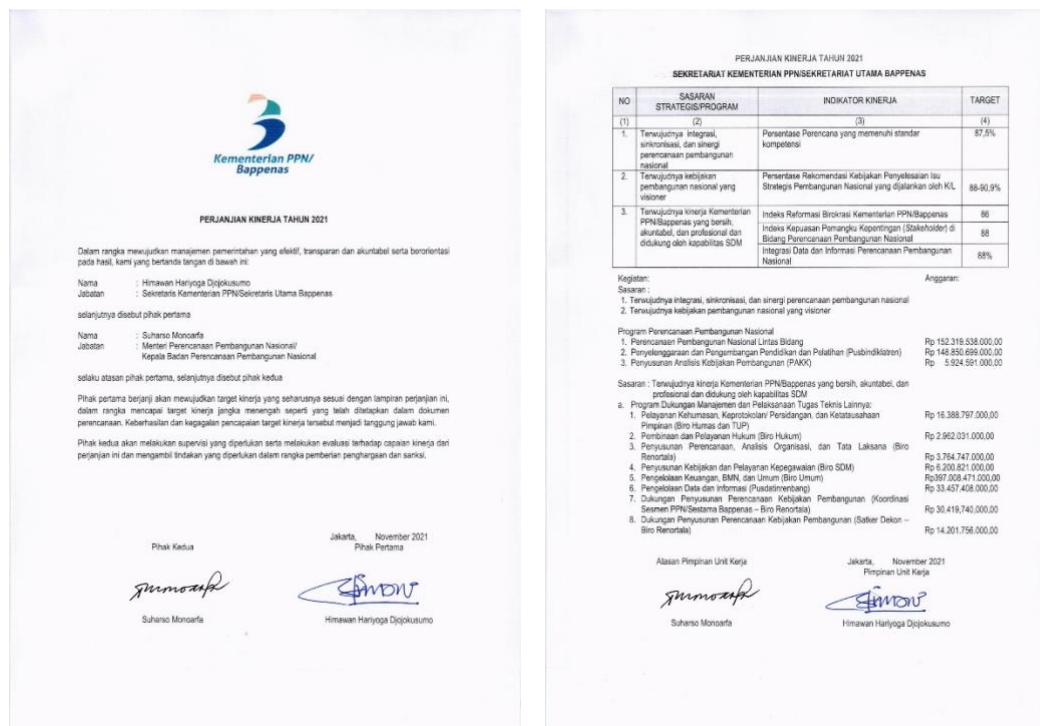 Kementerian PPN/
Bappenas
PERJANJIAN KINERJA TAHUN 2021
Dalam rangka mewujudkan manajemen pemerintahan yang efektif, transparan dan akuntabel serta berorientasi
pada hasil, kami yang bertanda tangan di bawah ini:
Nama : Himawan Hariyoga Djojokusumo
Jabatan : Sekretaris Kementerian PPN/Sekretaris Utama Bappenas
selanjutnya disebut pihak pertama
Nama : Suharso Monoarfa
Jabatan : Menteri Perencanaan Pembangunan Nasional/
Kepala Badan Perencanaan Pembangunan Nasional
selaku atasan pihak pertama, selanjutnya disebut pihak kedua
Pihak pertama berjanji akan mewujudkan target kinerja yang seharusnya sesuai dengan lampiran perjanjian ini,
dalam rangka mencapai target kinerja jangka menengah seperti yang telah ditetapkan dalam dokumen
perencanaan. Keberhasilan dan kegagalan pencapaian target kinerja tersebut menjadi tanggung jawab kami.
Pihak kedua akan melakukan supervisi yang diperlukan serta melakukan evaluasi terhadap capaian kinerja dari
perjanjian ini dan mengambil tindakan yang diperlukan dalam rangka pemberian penghargaan dan sanksi.
Jakarta, November 2021
Pihak Kedua Pihak Pertama
Suharso Monoarfa Himawan Hariyoga Djojokusumo
PERJANJIAN KINERJA TAHUN 2021
SEKRETARIAT KEMENTERIAN PPN/SEKRETARIAT UTAMA BAPPENAS
NO SASARAN STRATEGIS/PROGRAM INDIKATOR KINERJA TARGET
(1) (2) (3) (4)
1. Terwujudnya integrasi, Persentase Perencana yang memenuhi standar 87,5%
sinkronisasi, dan sinergi kompetensi
perencanaan pembangunan
nasional
2. Terwujudnya kebijakan Persentase Rekomendasi Kebijakan Penyelesaian Isu
pembangunan nasional yang Strategis Pembangunan Nasional yang dijalankan oleh K/L 88-90,9%
visioner
3. Terwujudnya kinerja Kementerian
PPN/Bappenas yang bersih, Indeks Reformasi Birokrasi Kementerian PPN/Bappenas 86
akuntabel, dan profesional dan Indeks Kepuasan Pemangku Kepentingan (Stakeholder) di
didukung oleh kapabilitas SDM Bidang Perencanaan Pembangunan Nasional 88
Integrasi Data dan Informasi Perencanaan Pembangunan
Nasional 88%
Kegiatan: Anggaran:
Sasaran :
1. Terwujudnya integrasi, sinkronisasi, dan sinergi perencanaan pembangunan nasional
2. Terwujudnya kebijakan pembangunan nasional yang visioner
Program Perencanaan Pembangunan Nasional
1. Perencanaan Pembangunan Nasional Lintas Bidang Rp 152.319.538.000,00
2. Penyelenggaraan dan Pengembangan Pendidikan dan Pelatihan (Pusbindiklatren) Rp 148.850.699.000,00
3. Penyusunan Analisis Kebijakan Pembangunan (PAKK) Rp 5.924.591.000,00
Sasaran : Terwujudnya kinerja Kementerian PPN/Bappenas yang bersih, akuntabel, dan
profesional dan didukung oleh kapabilitas SDM
a. Program Dukungan Manajemen dan Pelaksanaan Tugas Teknis Lainnya:
1. Pelayanan Kehumasan, Keprotokolan/ Persidangan, dan Ketatausahaan Rp 16.388.797.000,00
Pimpinan (Biro Humas dan TUP)
2. Pembinaan dan Pelayanan Hukum (Biro Hukum) Rp 2.962.031.000,00
3. Penyusunan Perencanaan, Analisis Organisasi, dan Tata Laksana (Biro
Renortala) Rp 3.764.747.000,00
4. Penyusunan Kebijakan dan Pelayanan Kepegawaian (Biro SDM) Rp 6.200.821.000,00
5. Pengelolaan Keuangan, BMN, dan Umum (Biro Umum) Rp397.008.471.000,00
6. Pengelolaan Data dan Informasi (Pusdatinrenbang) Rp 33.457.408.000,00
7. Dukungan Penyusunan Perencanaan Kebijakan Pembangunan (Koordinasi
Sesmen PPN/Sestama Bappenas – Biro Renortala) Rp 30.419,740.000,00
8. Dukungan Penyusunan Perencanaan Kebijakan Pembangunan (Satker Dekon –
Biro Renortala) Rp 14.201.756.000,00
Atasan Pimpinan Unit Kerja Jakarta, November 2021
Pimpinan Unit Kerja
Suharso Monoarfa Himawan Hariyoga Djojokusumo